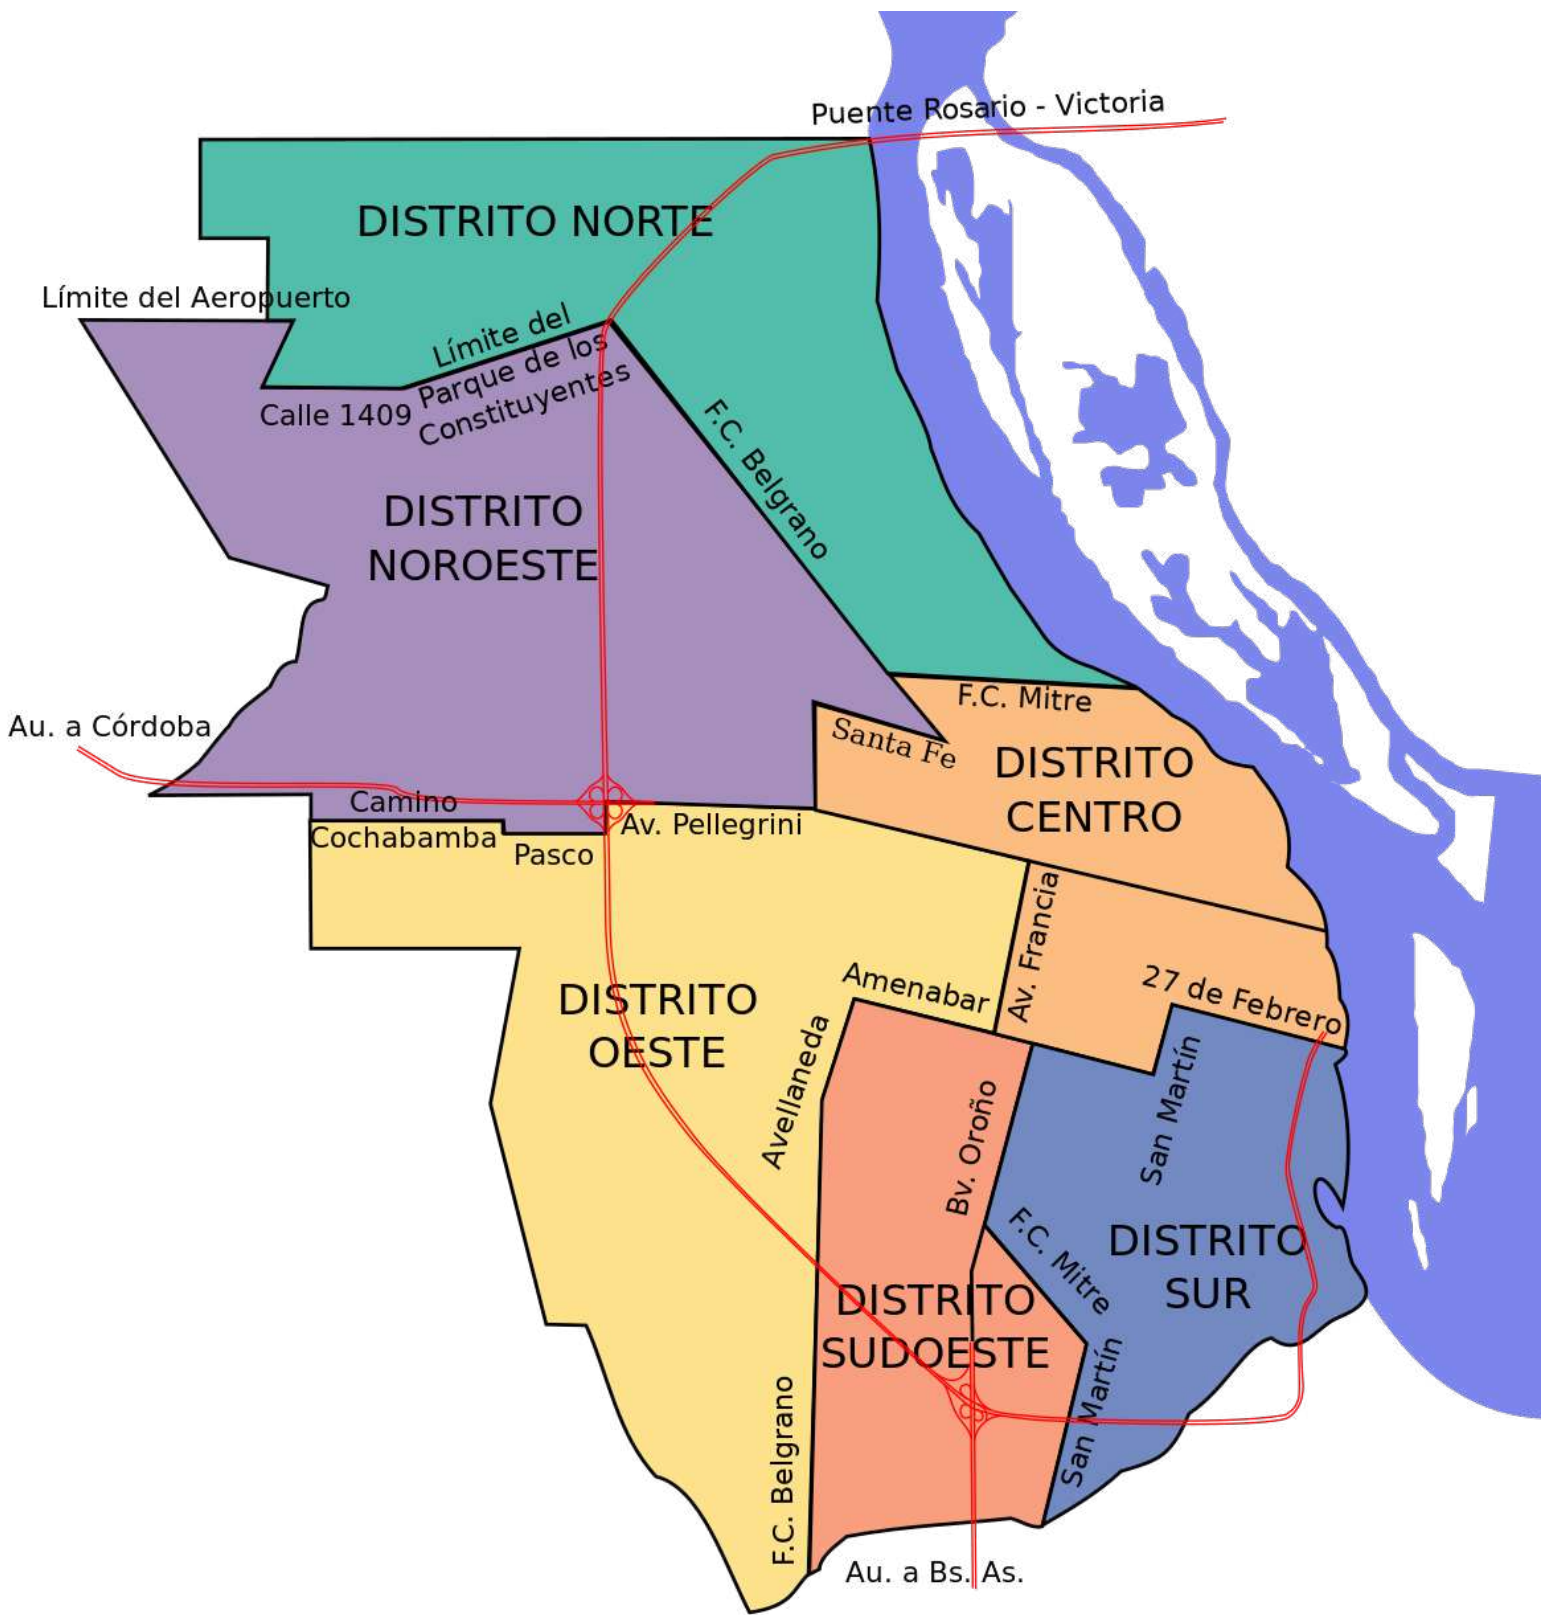 Puente Rosario - Victoria
DISTRITO NORTE
Límite del Aeropuerto
Límite del
Parque de los
Constituyentes
Calle 1409
F.C. Belgrano
DISTRITO
NOROESTE
F.C. Mitre
Au. a Córdoba
Santa Fe
DISTRITO
CENTRO
Camino
Cochabamba
Av. Pellegrini
Pasco
Av. Francia
Amenabar
27 de Febrero
DISTRITO
OESTE
Avellaneda
Bv. Oroño
San Martín
F.C. Mitre
DISTRITO
SUR
DISTRITO
SUDOESTE
San Martín
F.C. Belgrano
Au. a Bs. As.